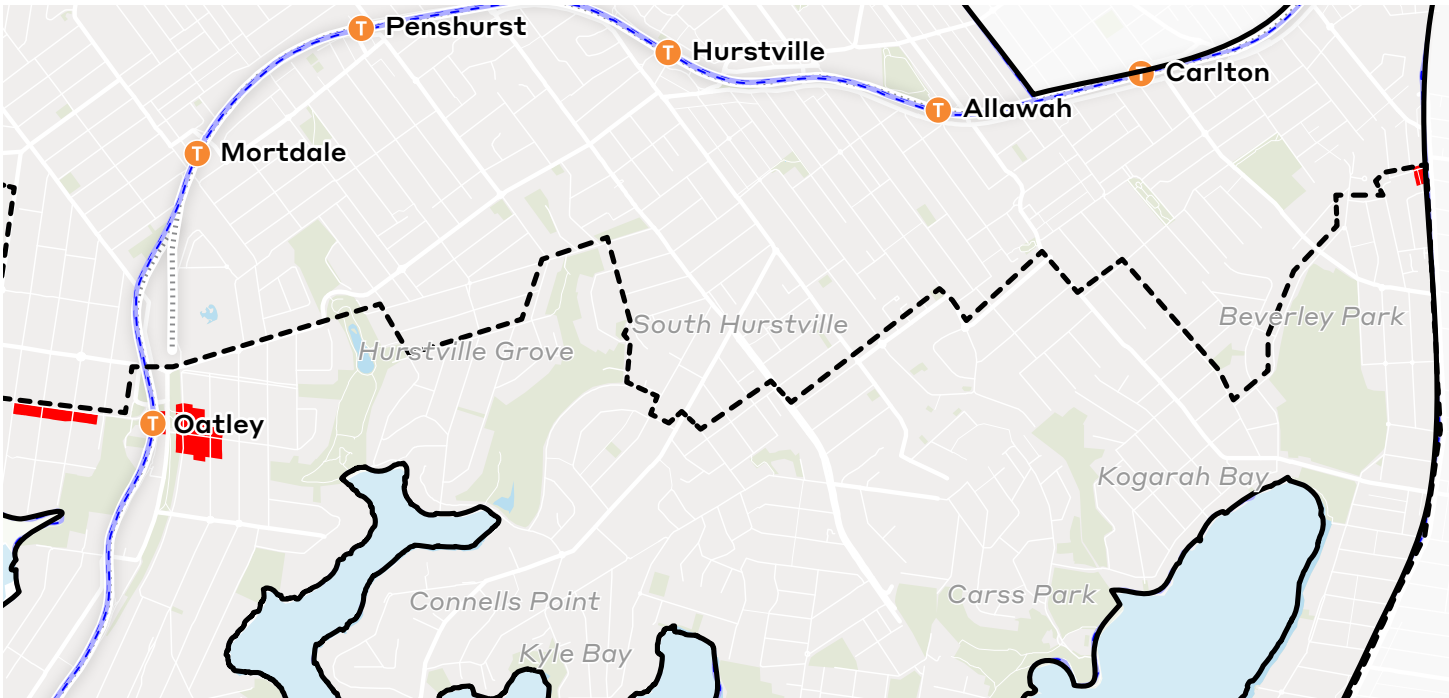 T Penshurst
T Hurstville
T Carlton
T Allawah
T Mortdale
South Hurstville
Beverley Park
Hurstville Grove
T Oatley
Kogarah Bay
Carss Park
Connells Point
Kyle Bay